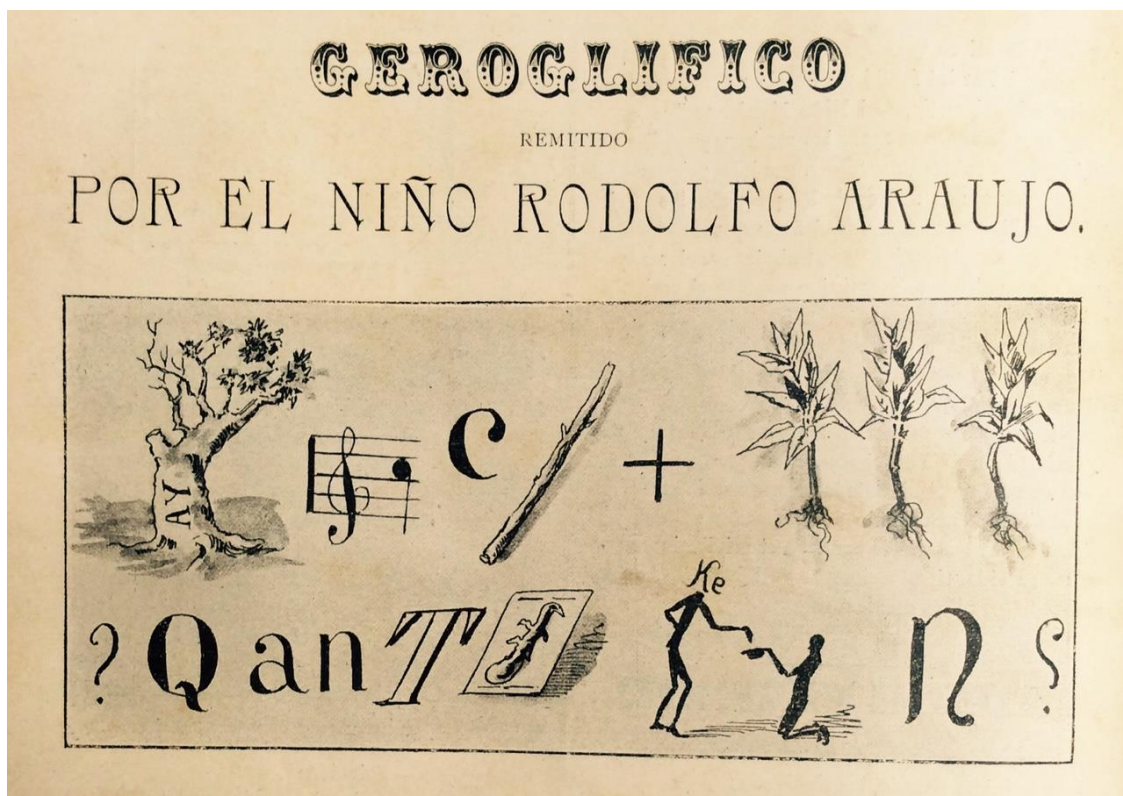 GEROGLIFICO
REMITIDO
POR EL NIÑO RODOLFO ARAUJO.
AY C +
Ke
? Q an T n ?